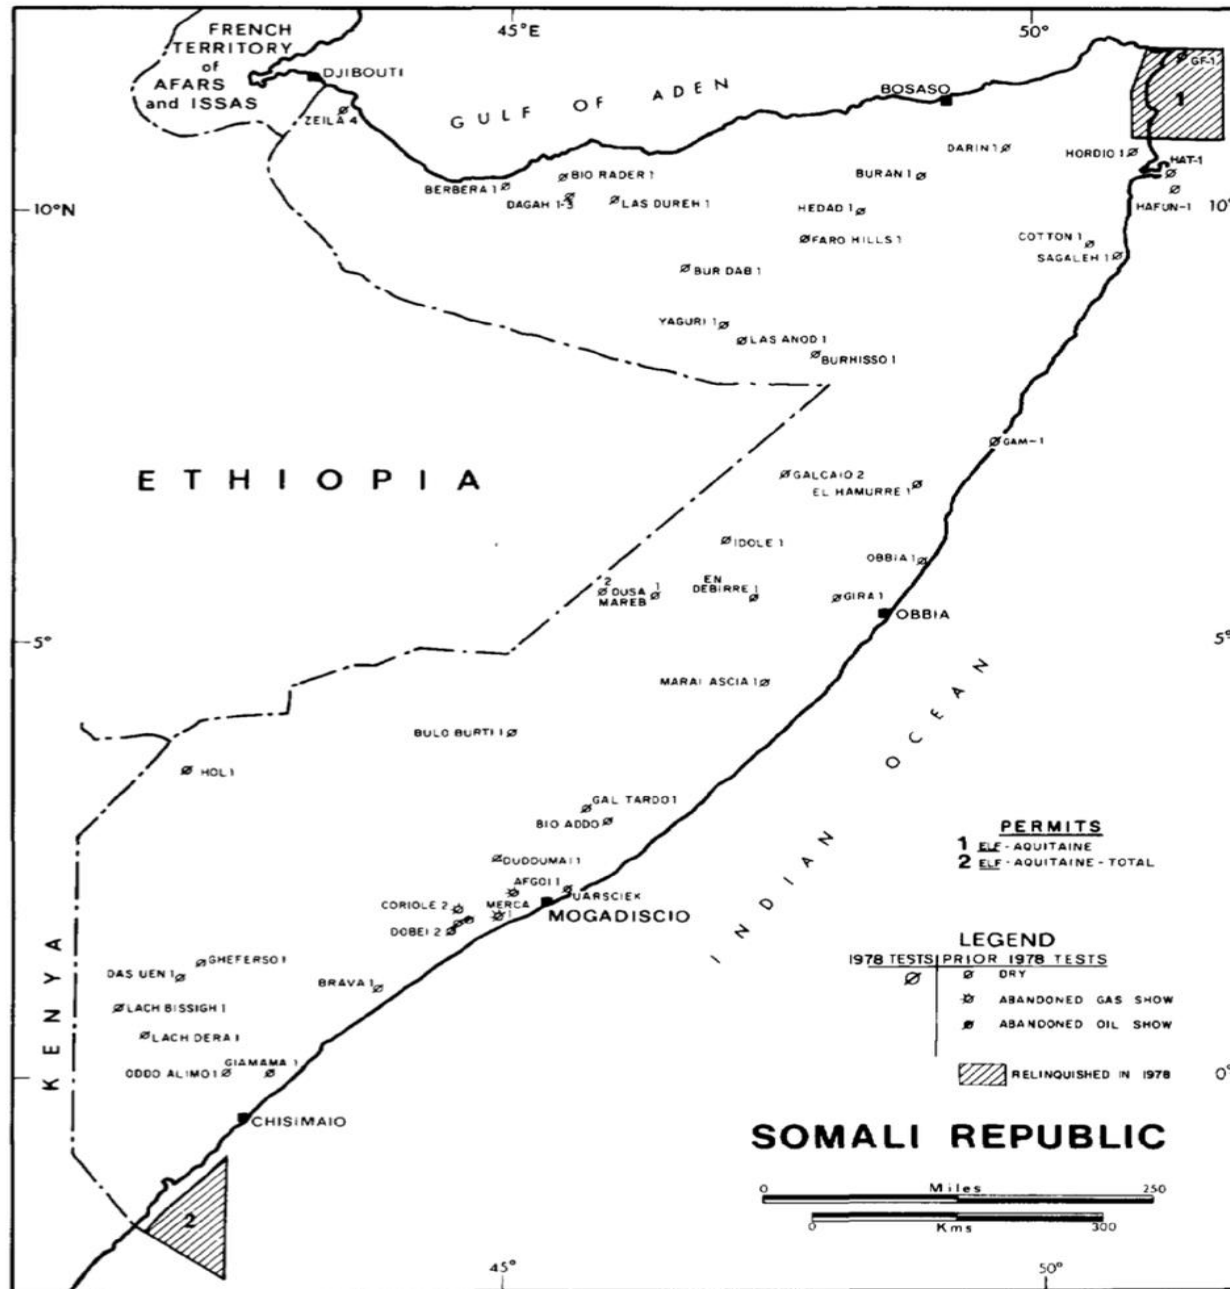 FRENCH
TERRITORY
of
AFARS
and ISSAS
45°E
50°
DJIBOUTI
ZEILA 4
GULF OF ADEN
BOSASO
GF-1
1
DARIN 1
HORDIO 1
HAT-1
BURAN 1
HAFUN-1
BERBERA 1
BIO RADER 1
DAGAH 1-3
LAS DUREH 1
10°N
HEDAD 1
10°
FARO HILLS 1
COTTON 1
SAGALEH 1
BUR DAB 1
YAGURI 1
LAS ANOD 1
BURHISSO 1
GAM-1
ETHIOPIA
GALCAIO 2
EL HAMURRE 1
IDOLE 1
OBBIA 1
2
DUSA
MAREB
1
EN
DEBIRRE 1
GIRA 1
OBBIA
5°
5°
MARAI ASCIA 1
INDIAN OCEAN
BULO BURTI 1
HOL 1
GAL TARDO 1
BIO ADDO
DUDDUMAI 1
AFGOI 1
UARSCIEK
CORIOLE 2
MERCA
1
MOGADISCIO
DOBEI 2
KENYA
GHEFERSO 1
DAS UEN 1
BRAVA 1
LACH BISSIGH 1
LACH DERA 1
GIAMAMA 1
ODDO ALIMO 1
CHISIMAIO
2
PERMITS
1 ELF-AQUITAINE
2 ELF-AQUITAINE-TOTAL
LEGEND
1978 TESTS PRIOR 1978 TESTS
DRY
ABANDONED GAS SHOW
ABANDONED OIL SHOW
RELINQUISHED IN 1978
0°
SOMALI REPUBLIC
0 Miles 250
0 Kms 300
45°
50°